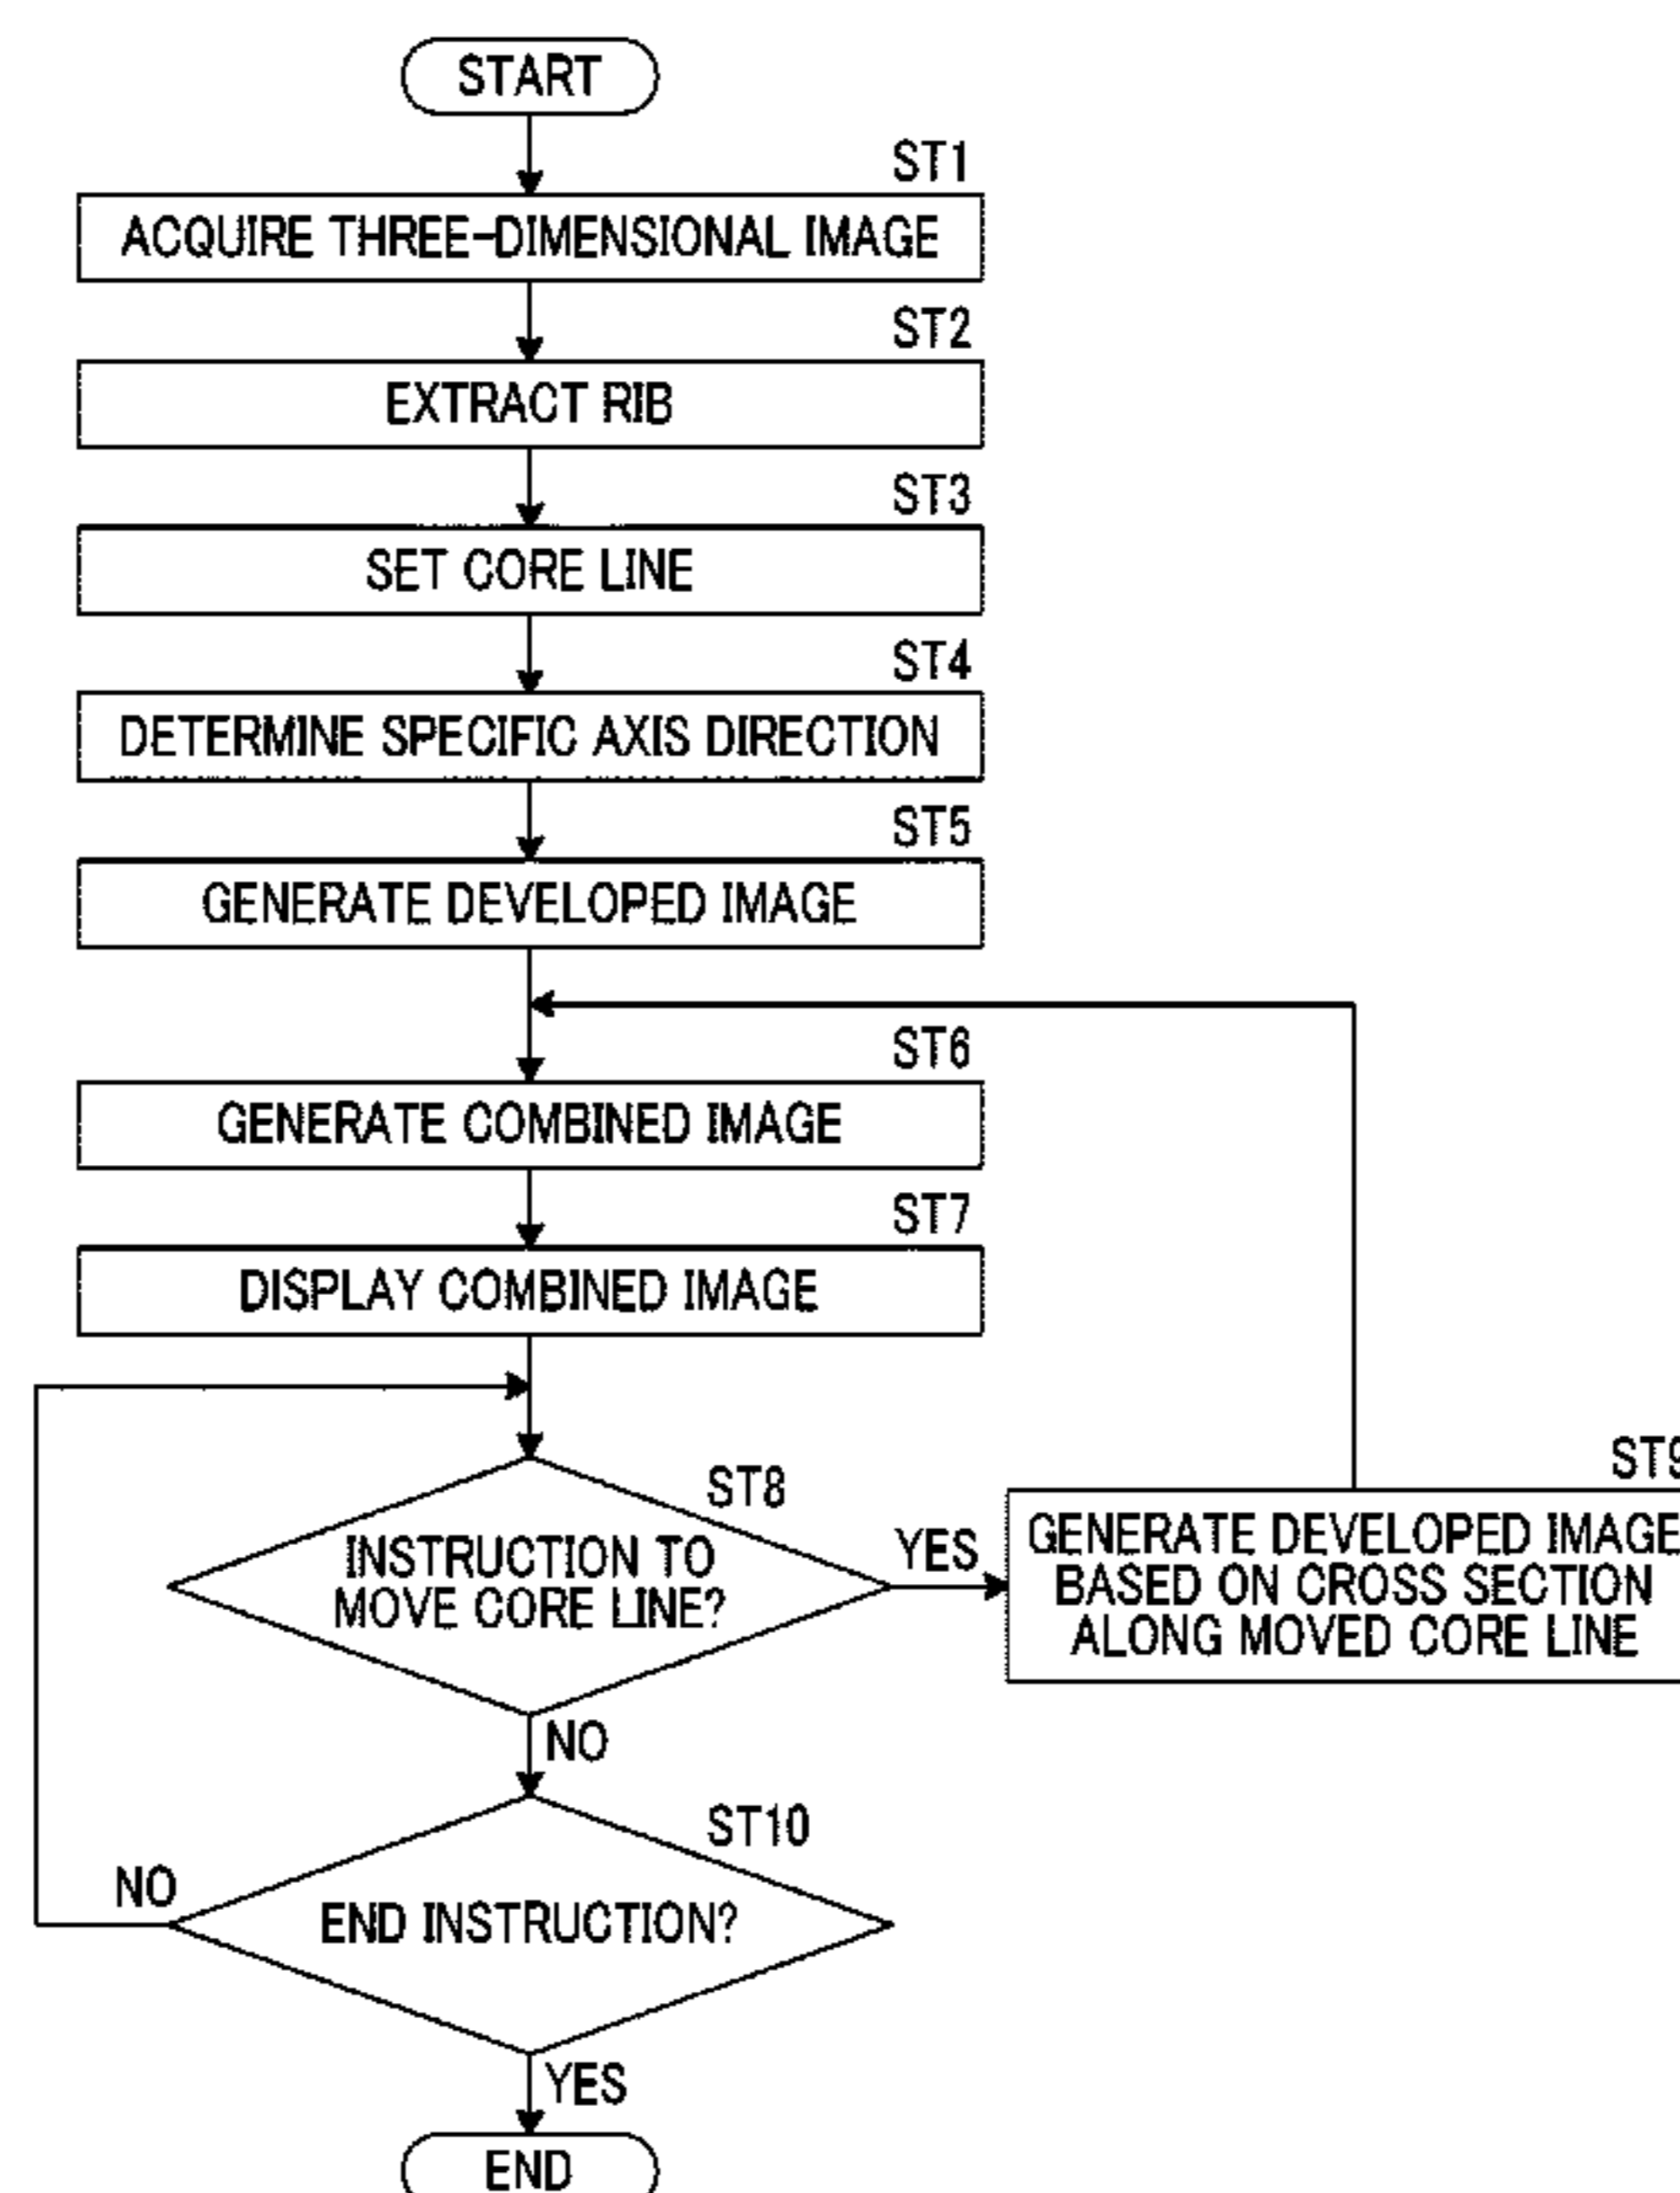 START
ST1
ACQUIRE THREE-DIMENSIONAL IMAGE
ST2
EXTRACT RIB
ST3
SET CORE LINE
ST4
DETERMINE SPECIFIC AXIS DIRECTION
ST5
GENERATE DEVELOPED IMAGE
ST6
GENERATE COMBINED IMAGE
ST7
DISPLAY COMBINED IMAGE
ST8
INSTRUCTION TO
MOVE CORE LINE?
YES
ST9
GENERATE DEVELOPED IMAGE
BASED ON CROSS SECTION
ALONG MOVED CORE LINE
NO
ST10
END INSTRUCTION?
NO
YES
END